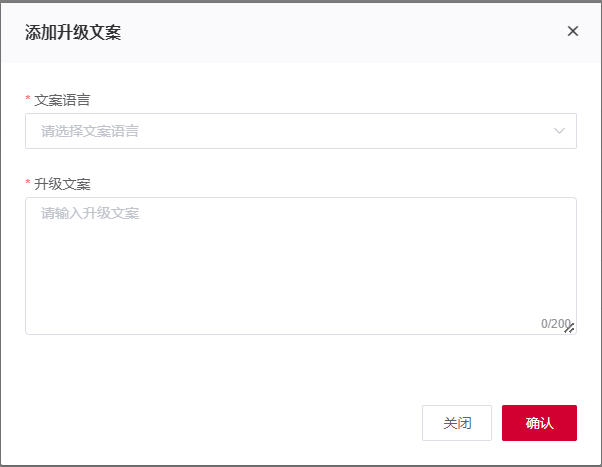 添加升级文案
* 文案语言
请选择文案语言
* 升级文案
请输入升级文案
0/200
关闭
确认